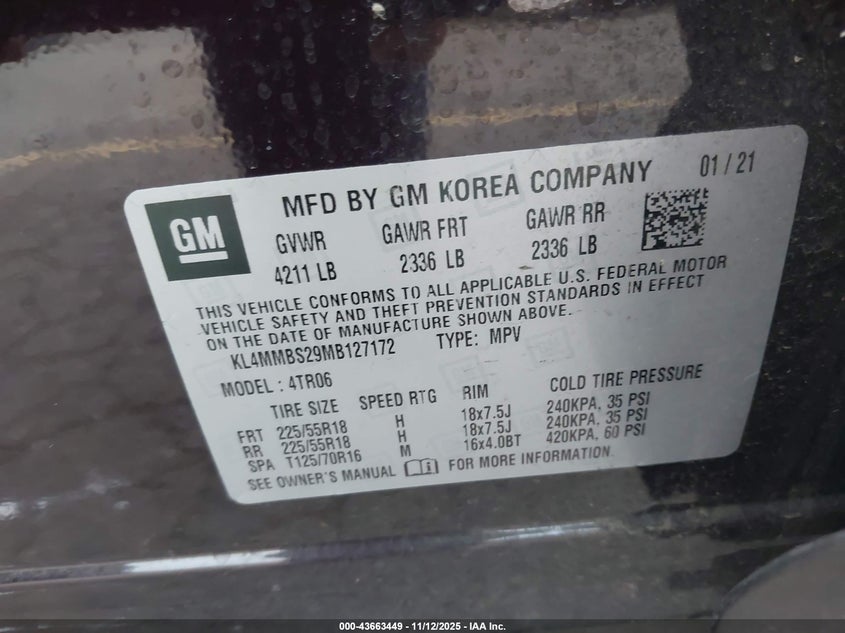 MFD BY GM KOREA COMPANY 01 / 21
GM
GVWR GAWR FRT GAWR RR
4211 LB 2336 LB 2336 LB
THIS VEHICLE CONFORMS TO ALL APPLICABLE U.S. FEDERAL MOTOR
VEHICLE SAFETY AND THEFT PREVENTION STANDARDS IN EFFECT
ON THE DATE OF MANUFACTURE SHOWN ABOVE.
KL4MMBS29MB127172 TYPE: MPV
MODEL : 4TR06
TIRE SIZE SPEED RTG RIM COLD TIRE PRESSURE
FRT 225/55R18 H 18x7.5J 240KPA, 35 PSI
RR 225/55R18 H 18x7.5J 240KPA, 35 PSI
SPA T125/70R16 M 16x4.0BT 420KPA, 60 PSI
SEE OWNER'S MANUAL FOR MORE INFORMATION.
000-43663449 - 11/12/2025 - IAA Inc.